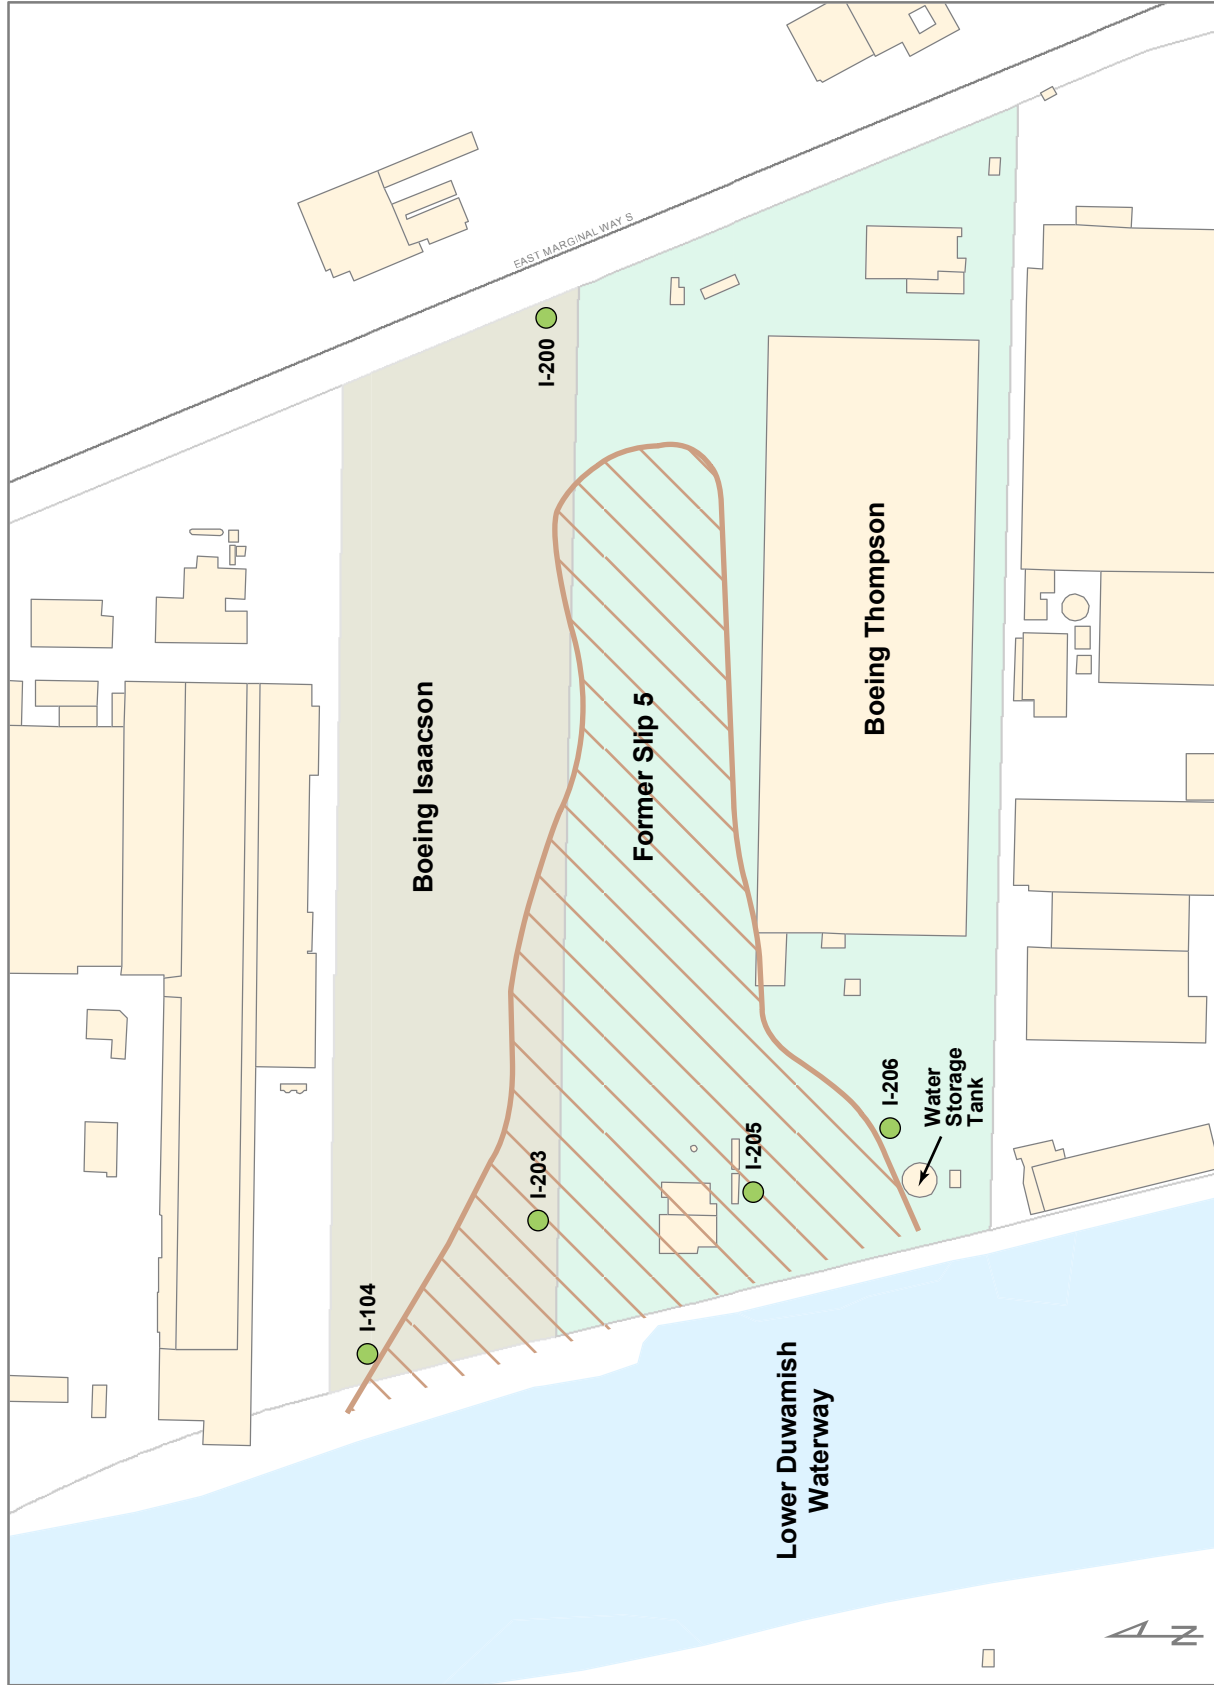 EAST MARGINAL WAY S
I-200
Boeing Isaacson
Former Slip 5
Boeing Thompson
I-104
I-203
I-205
I-206
Water
Storage
Tank
Lower Duwamish
Waterway
N